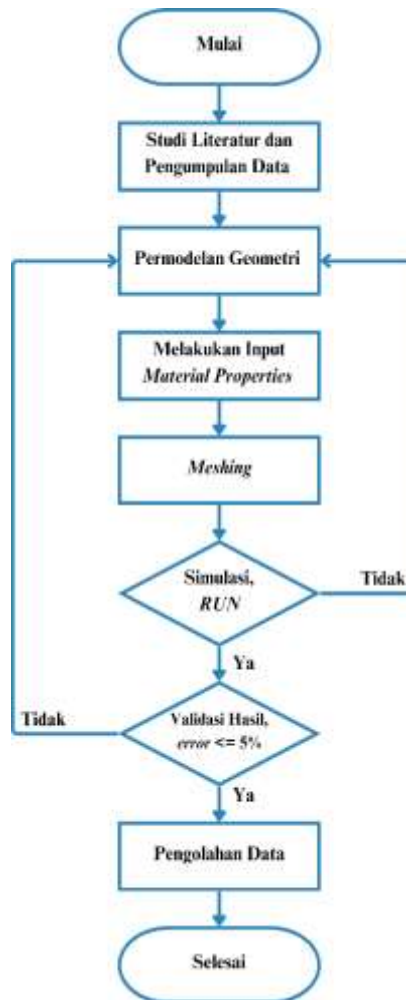 Mulai
Studi Literatur dan
Pengumpulan Data
Permodelan Geometri
Melakukan Input
Material Properties
Meshing
Simulasi,
RUN
Tidak
Ya
Tidak
Validasi Hasil,
error <= 5%
Ya
Pengolahan Data
Selesai